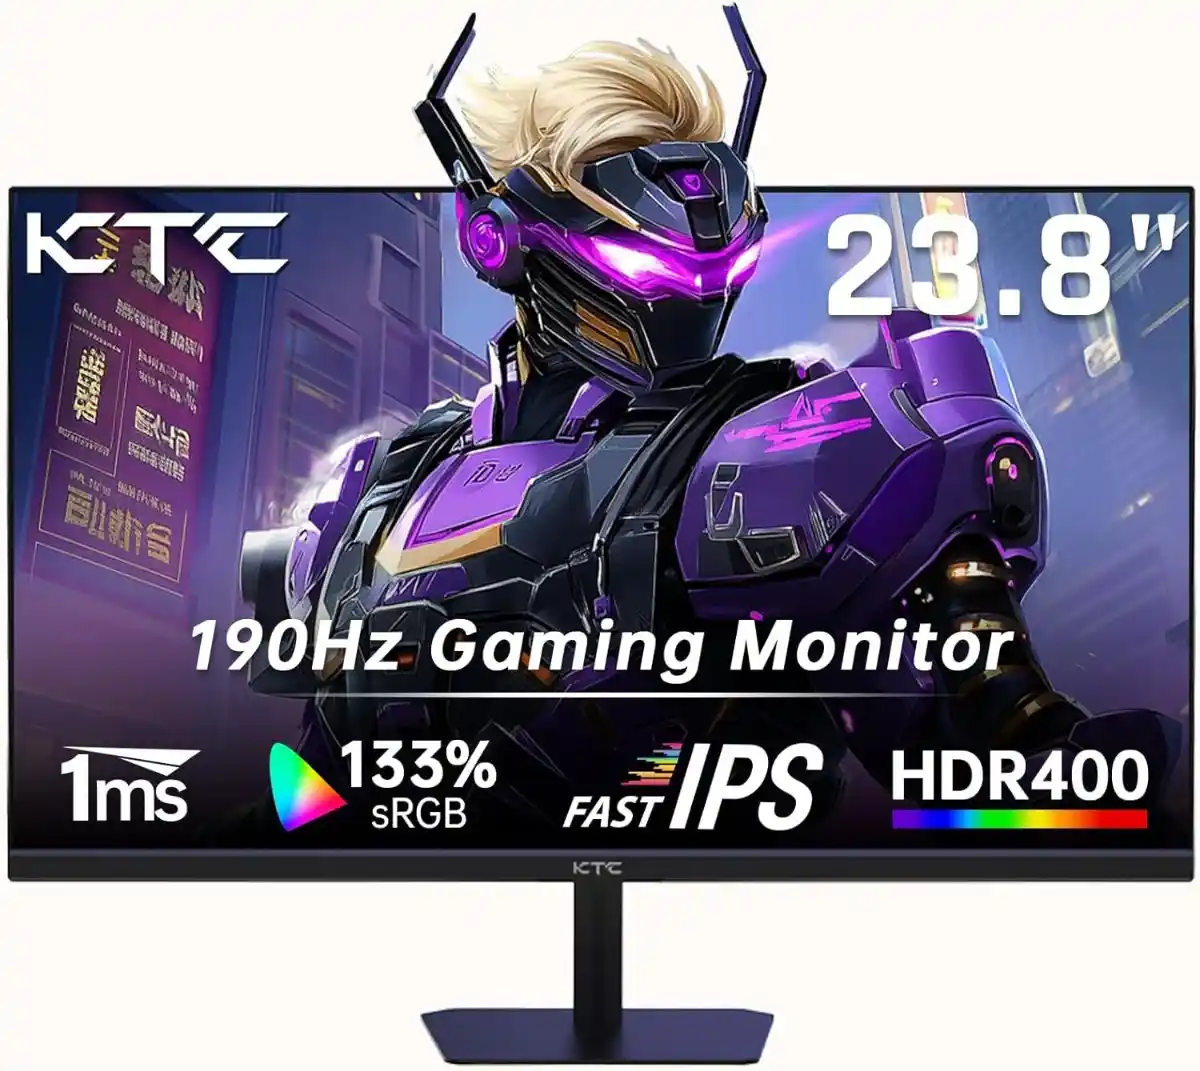 KTC
23.8"
190Hz Gaming Monitor
1ms
133%
sRGB
FAST IPS
HDR400
KTC